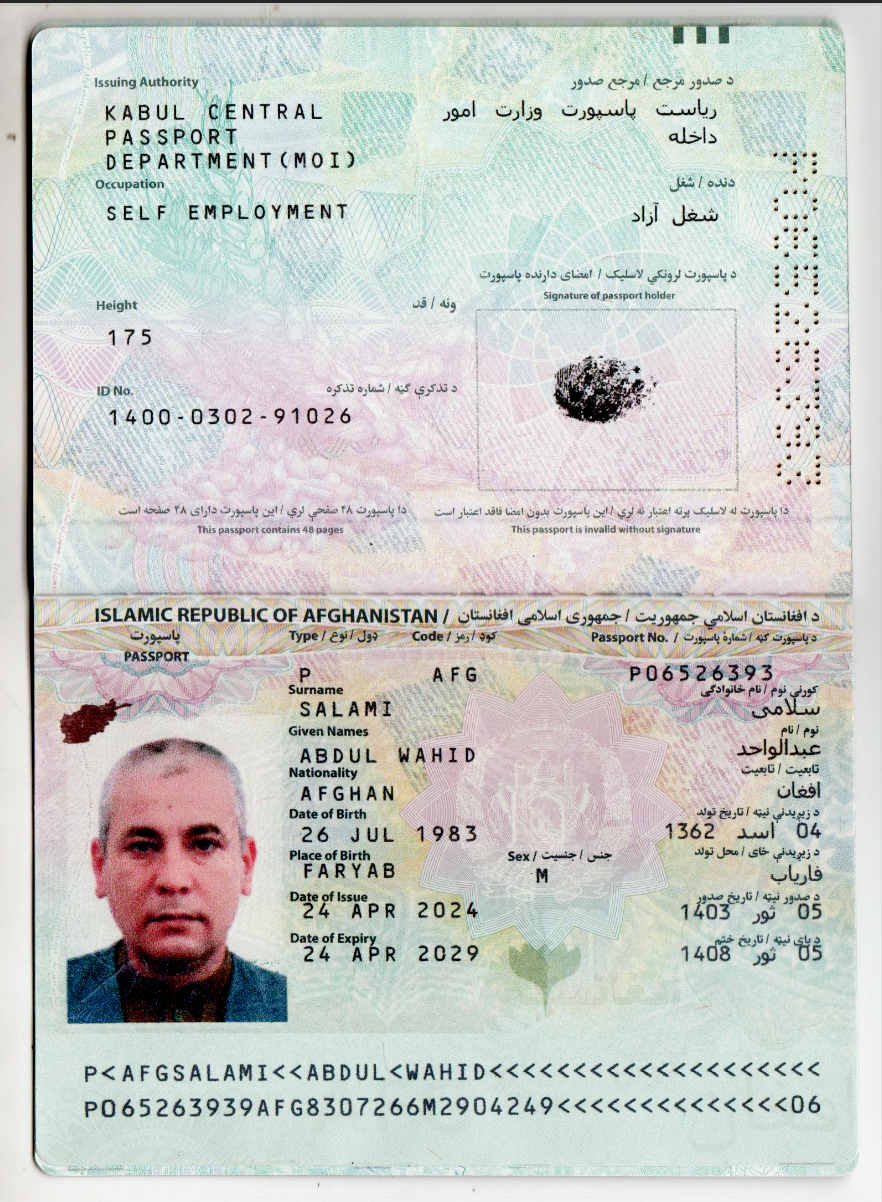 Issuing Authority د صدور مرجع / مرجع صدور
KABUL CENTRAL ریاست پاسپورت وزارت امور
PASSPORT داخله
DEPARTMENT(MOI)
Occupation دنده / شغل
SELF EMPLOYMENT شغل آزاد
د پاسپورت لرونکي لاسلیک / امضای دارنده پاسپورت
Signature of passport holder
Height ونه / قد
175
ID No. د تذکرې ګڼه / شماره تذکره
1400-0302-91026
دا پاسپورت ۴۸ صفحې لري / این پاسپورت دارای ۴۸ صفحه است
This passport contains 48 pages
دا پاسپورت له لاسلیک پرته اعتبار نه لري / این پاسپورت بدون امضا فاقد اعتبار است
This passport is invalid without signature
ISLAMIC REPUBLIC OF AFGHANISTAN / د افغانستان اسلامي جمهوریت / جمهوری اسلامی افغانستان
پاسپورت Type / ډول / نوع Code / کوډ / رمز Passport No. / د پاسپورت ګڼه / شمارهٔ پاسپورت
PASSPORT
P AFG P06526393
Surname کورنی نوم / نام خانوادگی
SALAMI سلامی
Given Names نوم / نام
ABDUL WAHID عبدالواحد
Nationality تابعیت / تابعیت
AFGHAN افغان
Date of Birth د زیږیدنې نیټه / تاریخ تولد
26 JUL 1983 04 اسد 1362
Place of Birth Sex / جنس / جنسیت د زیږیدنې ځای / محل تولد
FARYAB M فاریاب
Date of Issue د صدور نیټه / تاریخ صدور
24 APR 2024 05 ثور 1403
Date of Expiry د پای نیټه / تاریخ ختم
24 APR 2029 05 ثور 1408
P<AFGSALAMI<<ABDUL<WAHID<<<<<<<<<<<<<<<<<<<<
P065263939AFG8307266M2904249<<<<<<<<<<<<<<06